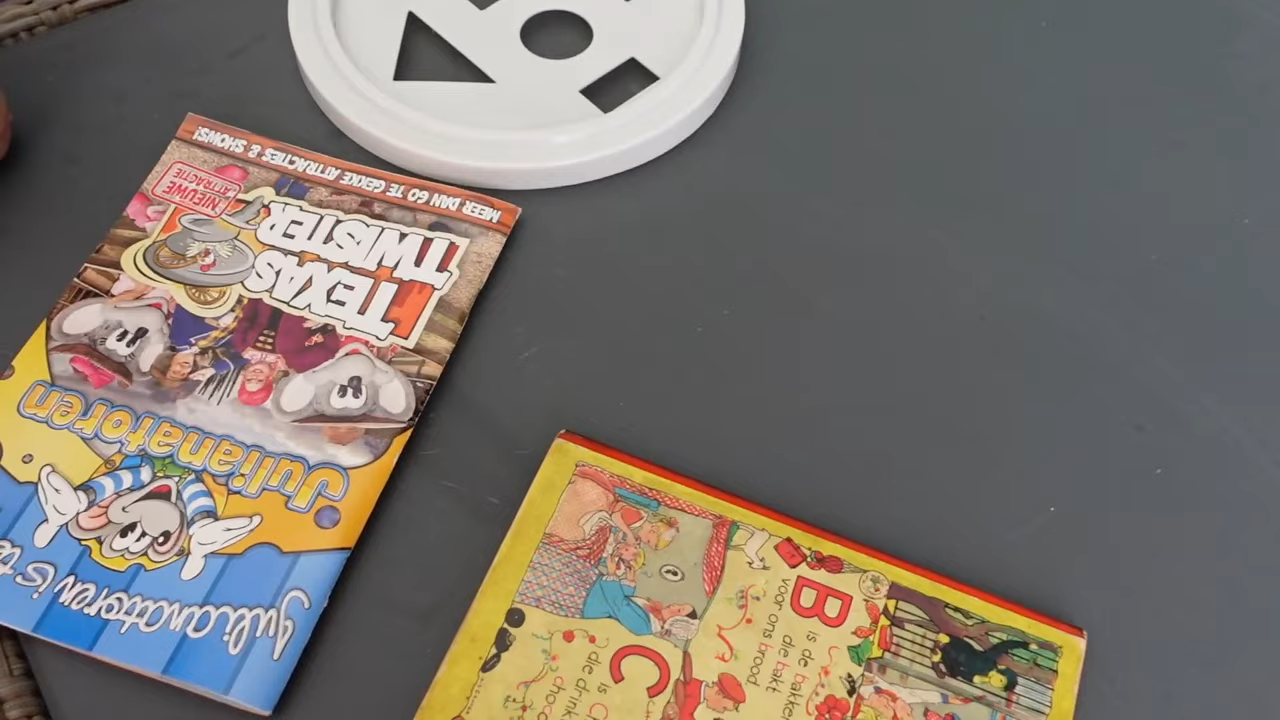 MEER DAN 60 TE GEKKE ATTRACTIES & SHOWS!
NIEUWE
ATTRACTIE
TEXAS
TWISTER
Julianatoren
Julianatoren is te
B
is de bakker
die bakt
voor ons brood
C
is
die drink